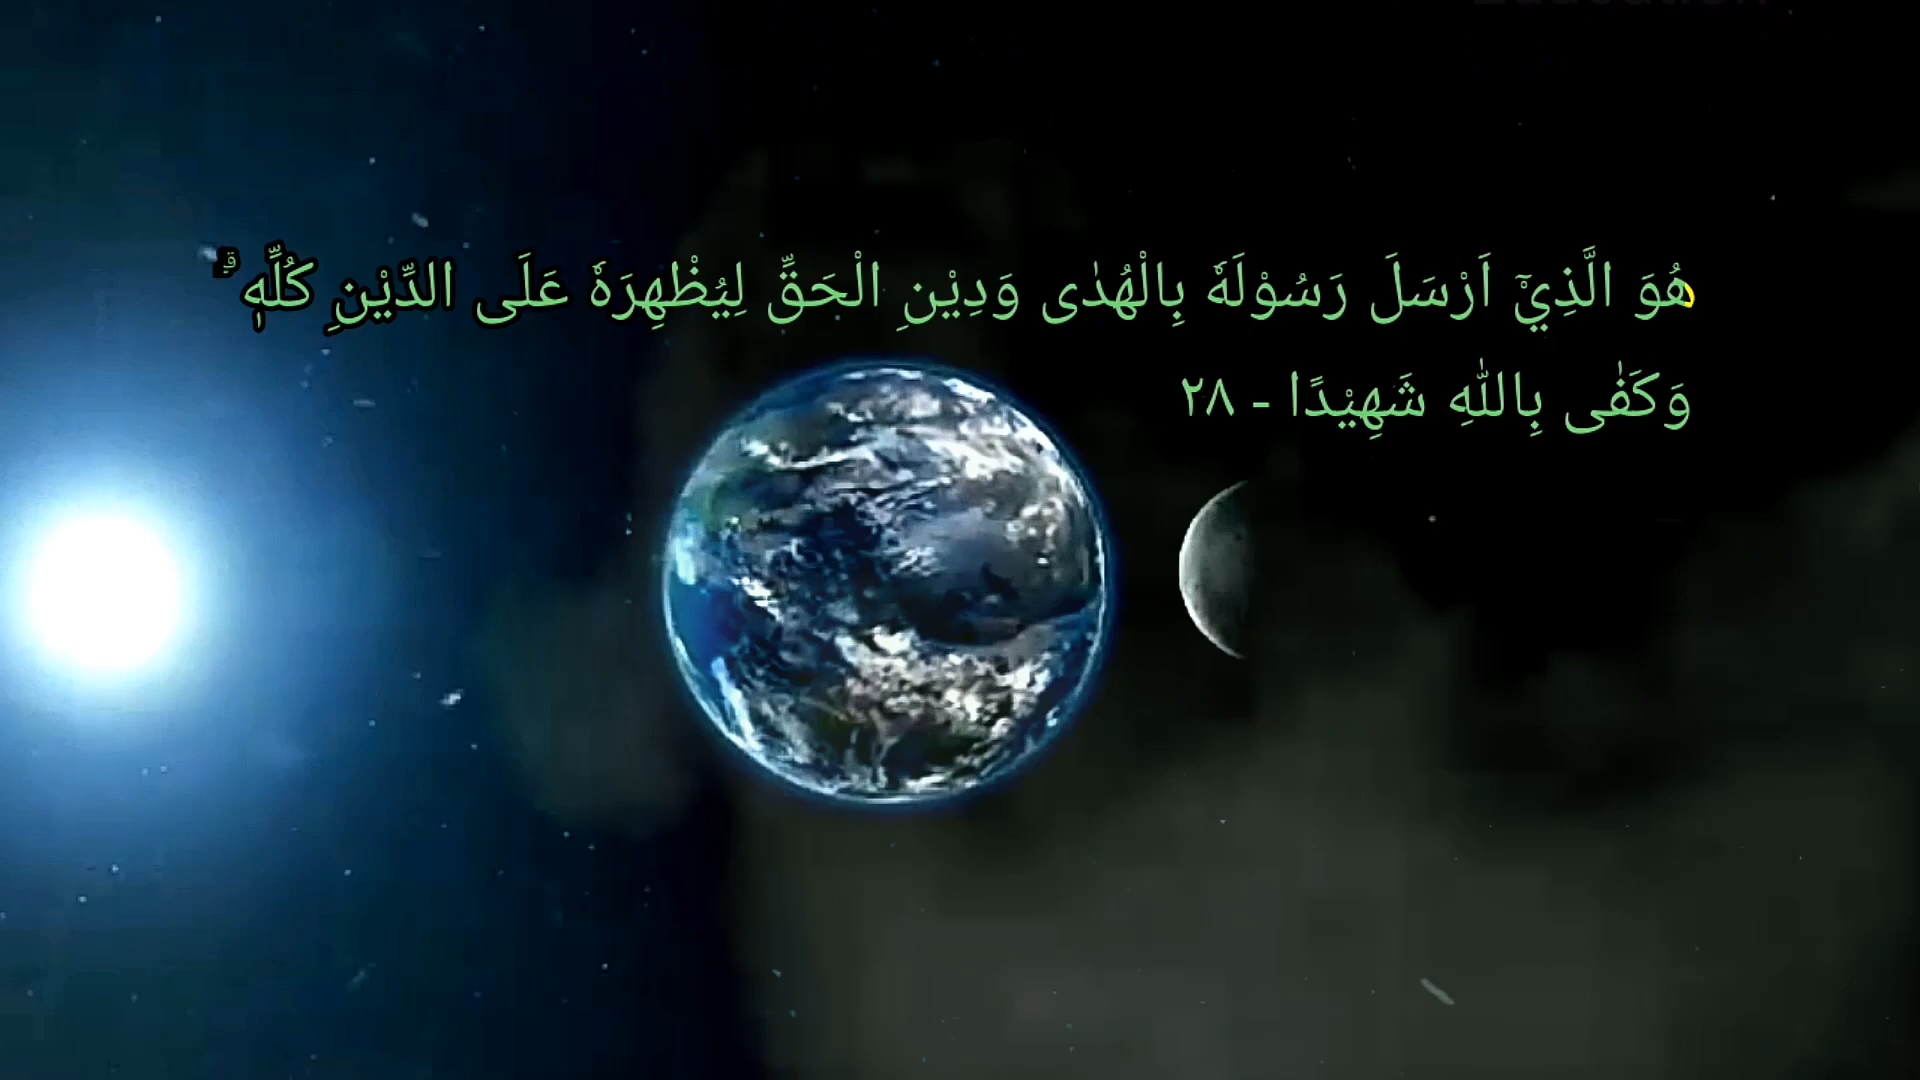 هُوَ الَّذِيْٓ اَرْسَلَ رَسُوْلَهٗ بِالْهُدٰى وَدِيْنِ الْحَقِّ لِيُظْهِرَهٗ عَلَى الدِّيْنِ كُلِّهٖ ۗ
وَكَفٰى بِاللّٰهِ شَهِيْدًا - ٢٨